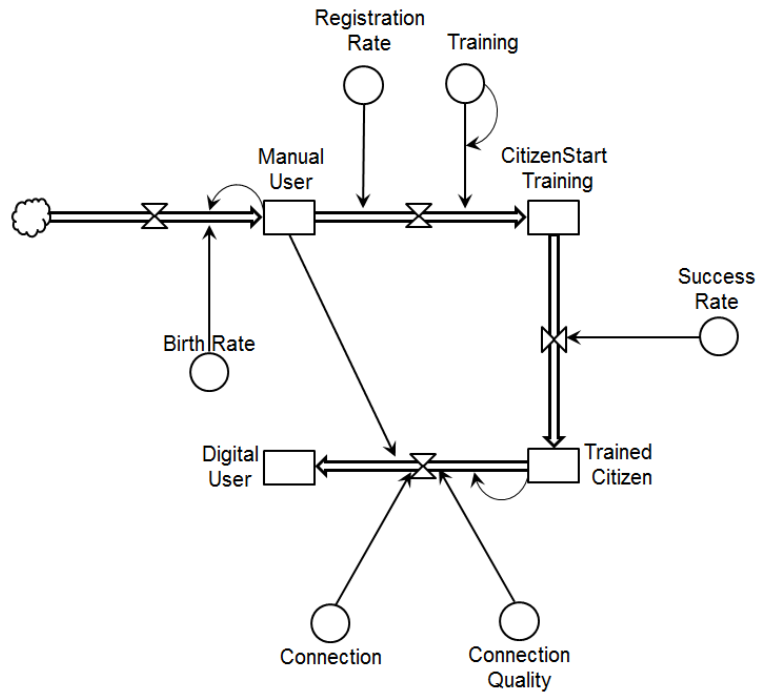 Registration
Rate
Training
Manual
User
CitizenStart
Training
Success
Rate
Birth Rate
Digital
User
Trained
Citizen
Connection
Connection
Quality